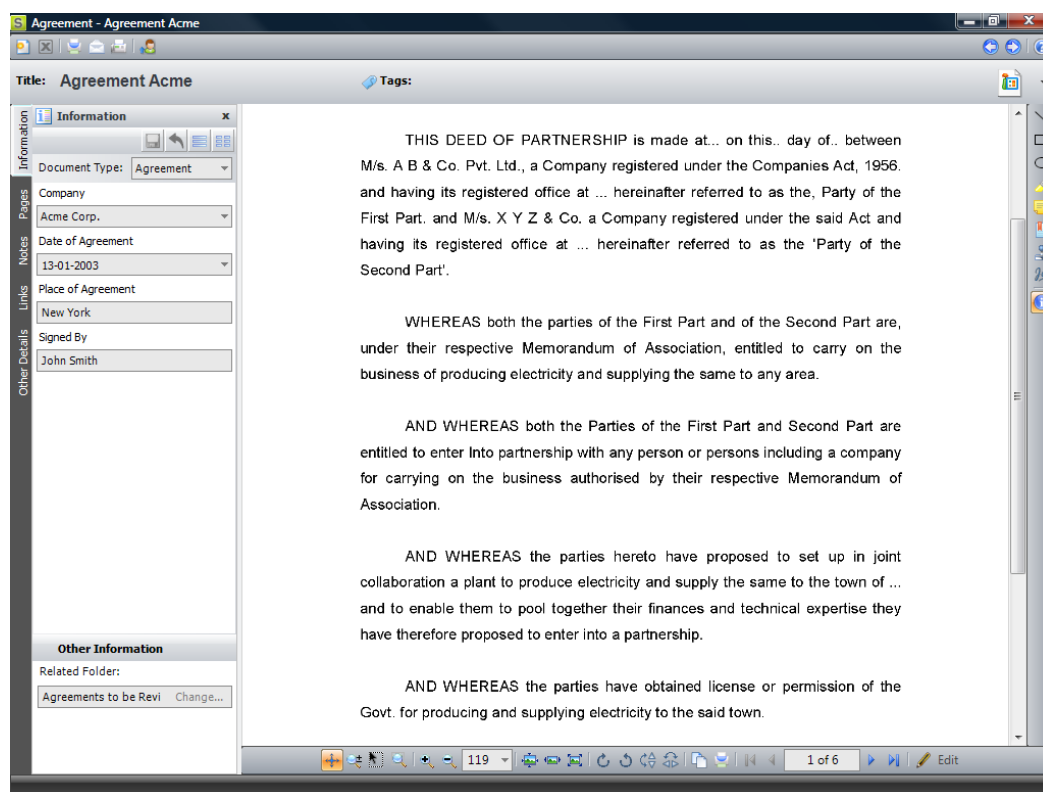 S Agreement - Agreement Acme
Title: Agreement Acme
Tags:
Information
Pages
Notes
Links
Other Details
Information x
Document Type: Agreement
Company
Acme Corp.
Date of Agreement
13-01-2003
Place of Agreement
New York
Signed By
John Smith
Other Information
Related Folder:
Agreements to be Revi Change...
THIS DEED OF PARTNERSHIP is made at... on this.. day of.. between
M/s. A B & Co. Pvt. Ltd., a Company registered under the Companies Act, 1956.
and having its registered office at ... hereinafter referred to as the, Party of the
First Part. and M/s. X Y Z & Co. a Company registered under the said Act and
having its registered office at ... hereinafter referred to as the 'Party of the
Second Part'.
WHEREAS both the parties of the First Part and of the Second Part are,
under their respective Memorandum of Association, entitled to carry on the
business of producing electricity and supplying the same to any area.
AND WHEREAS both the Parties of the First Part and Second Part are
entitled to enter Into partnership with any person or persons including a company
for carrying on the business authorised by their respective Memorandum of
Association.
AND WHEREAS the parties hereto have proposed to set up in joint
collaboration a plant to produce electricity and supply the same to the town of ...
and to enable them to pool together their finances and technical expertise they
have therefore proposed to enter into a partnership.
AND WHEREAS the parties have obtained license or permission of the
Govt. for producing and supplying electricity to the said town.
119 1 of 6 Edit